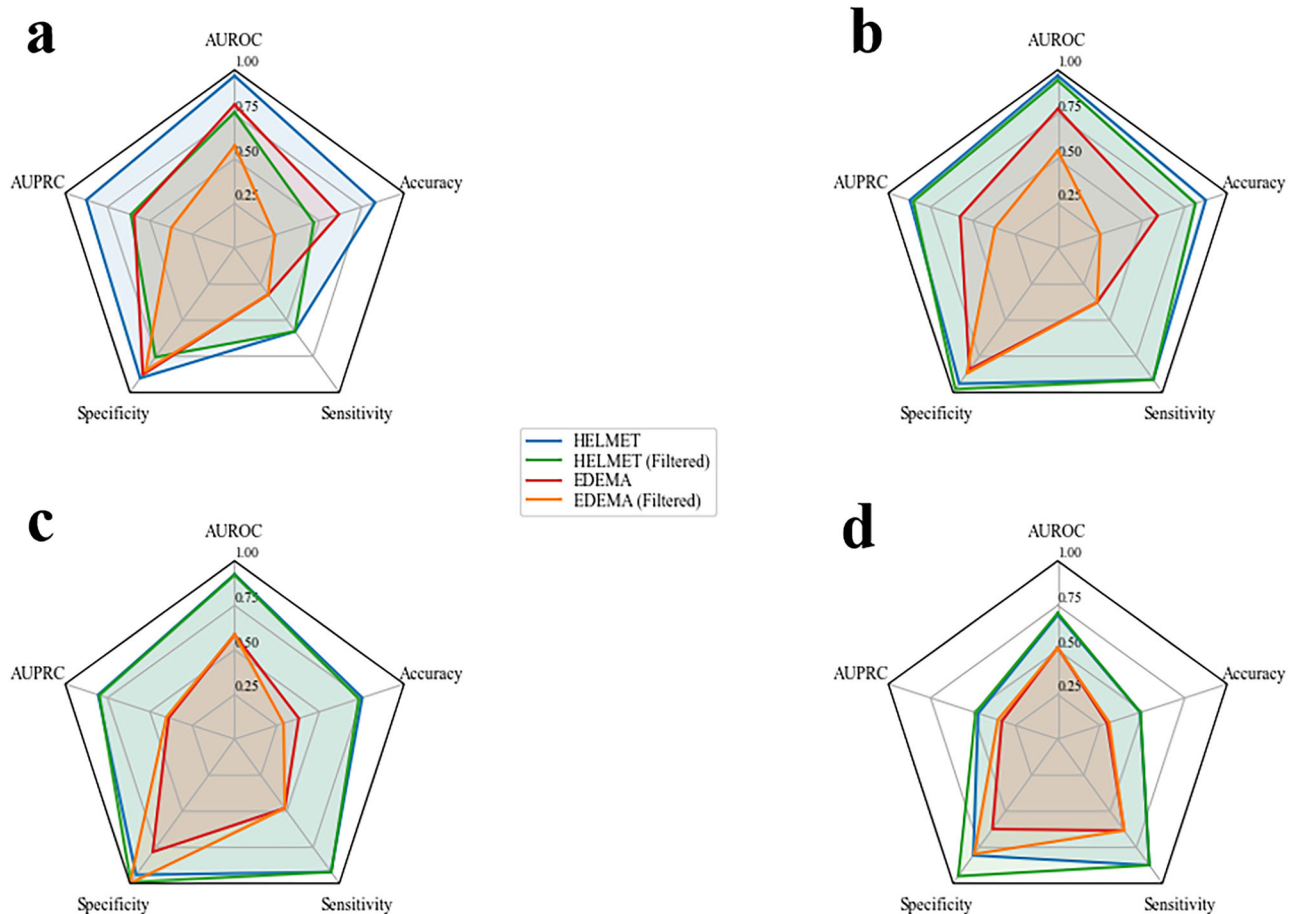 a
AUROC
1.00
0.75
0.50
0.25
AUPRC
Accuracy
Specificity
Sensitivity
b
AUROC
1.00
0.75
0.50
0.25
AUPRC
Accuracy
Specificity
Sensitivity
HELMET
HELMET (Filtered)
EDEMA
EDEMA (Filtered)
c
AUROC
1.00
0.75
0.50
0.25
AUPRC
Accuracy
Specificity
Sensitivity
d
AUROC
1.00
0.75
0.50
0.25
AUPRC
Accuracy
Specificity
Sensitivity